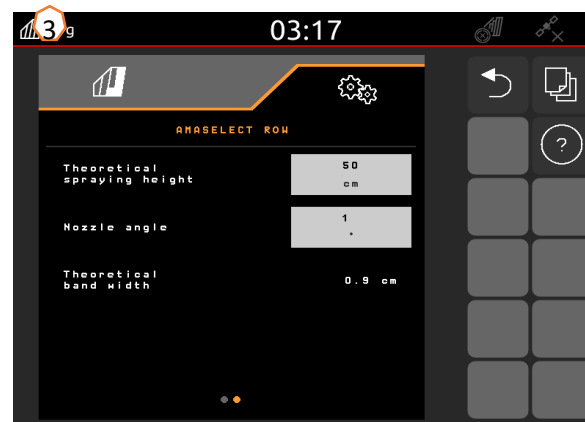 3 g
03:17
AMASELECT ROW
Theoretical
spraying height
50
cm
Nozzle angle
1
°
Theoretical
band width
0.9 cm
?